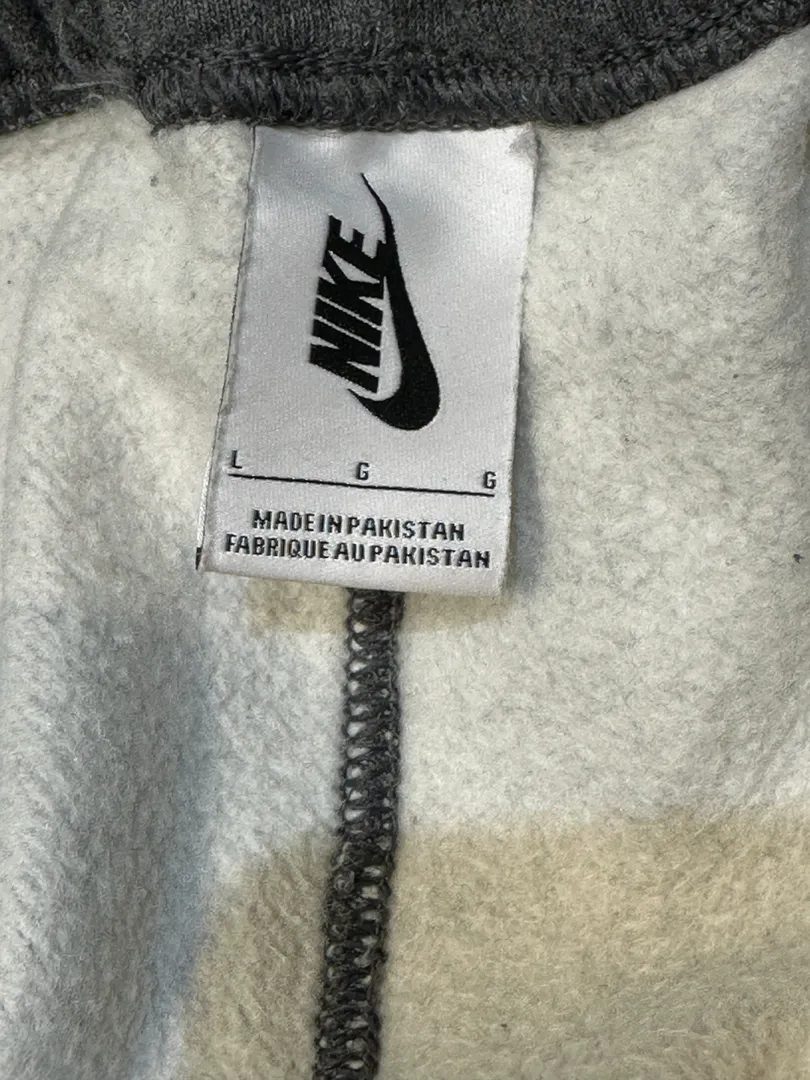 NIKE
L G G
MADE IN PAKISTAN
FABRIQUE AU PAKISTAN